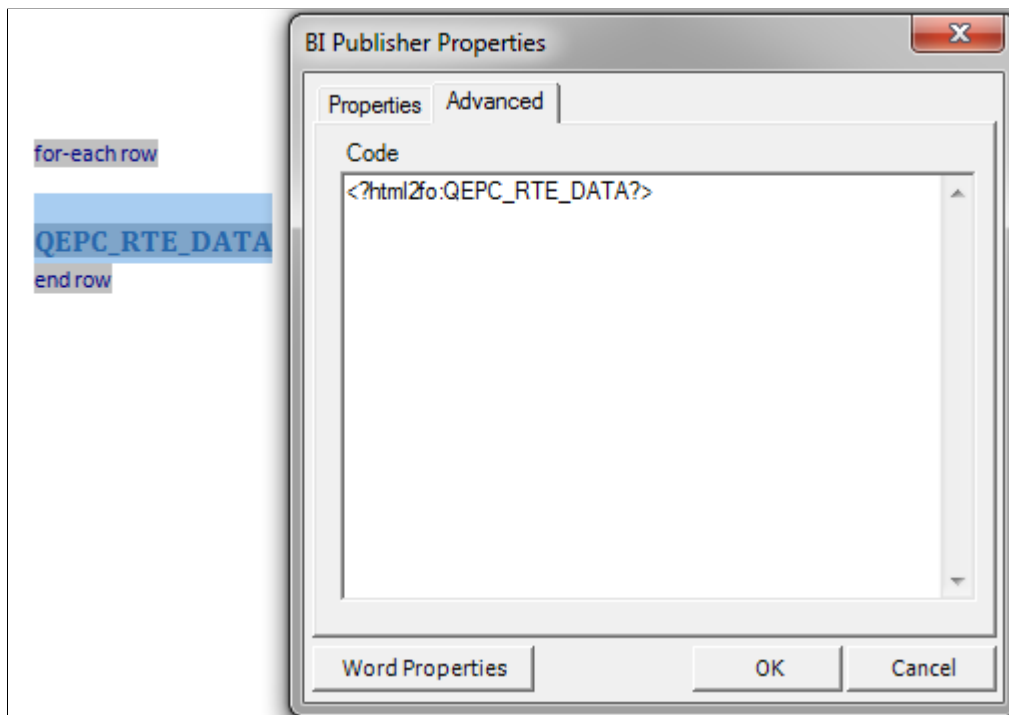 BI Publisher Properties
Properties Advanced
for-each row
Code
<?html2fo:QEPC_RTE_DATA?>
QEPC_RTE_DATA
end row
Word Properties OK Cancel